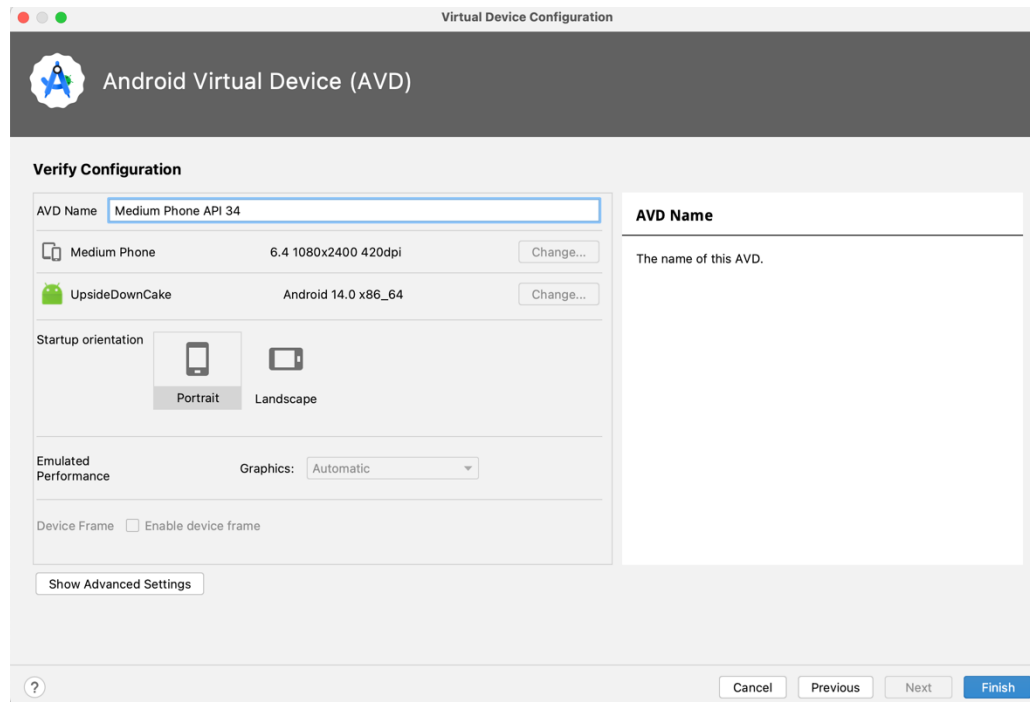 Virtual Device Configuration
Android Virtual Device (AVD)
Verify Configuration
AVD Name Medium Phone API 34
Medium Phone 6.4 1080x2400 420dpi Change...
UpsideDownCake Android 14.0 x86_64 Change...
Startup orientation
Portrait Landscape
Emulated
Performance
Graphics: Automatic
Device Frame Enable device frame
Show Advanced Settings
AVD Name
The name of this AVD.
? Cancel Previous Next Finish